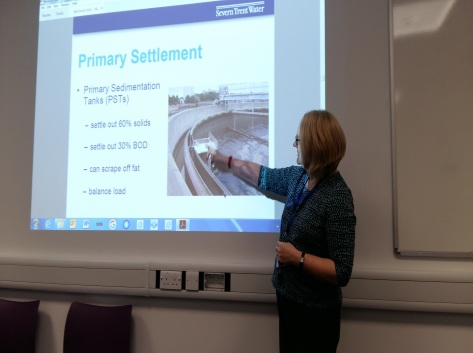 Severn Trent Water
Primary Settlement
• Primary Sedimentation
Tanks (PSTs)
– settle out 60% solids
– settle out 30% BOD
– can scrape off fat
– balance load